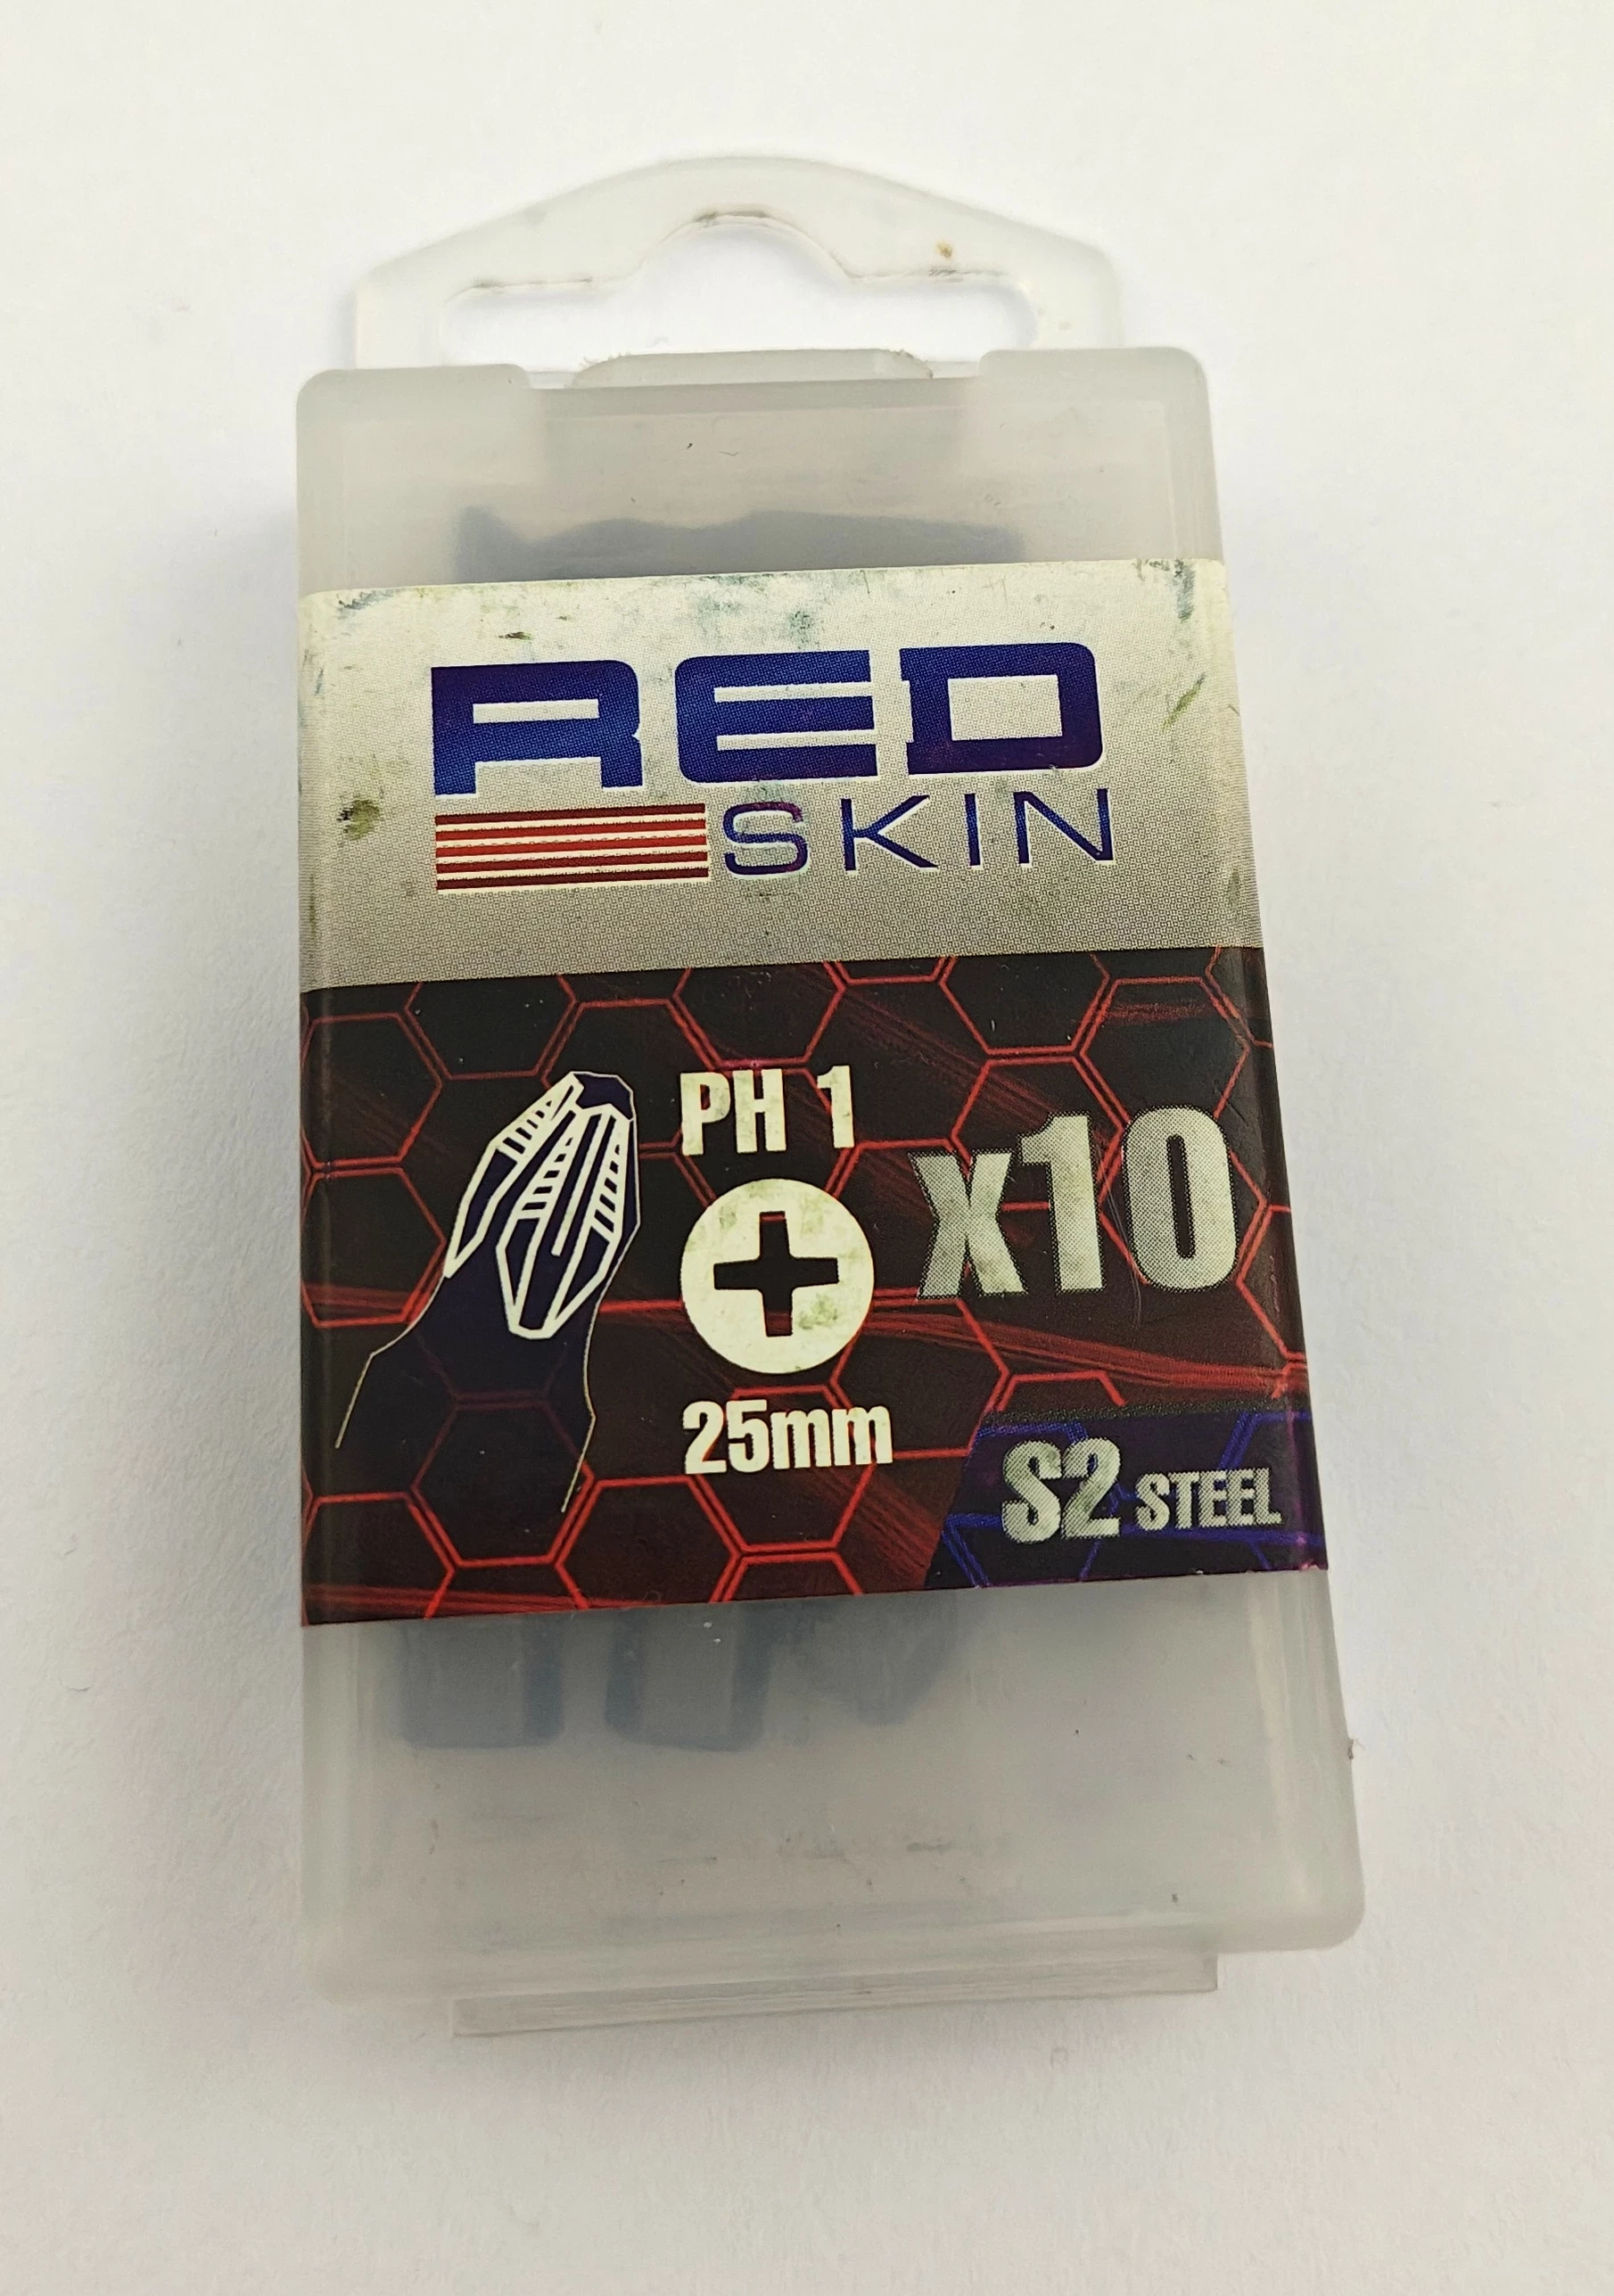 RED
SKIN
PH 1
x10
25mm
S2 STEEL